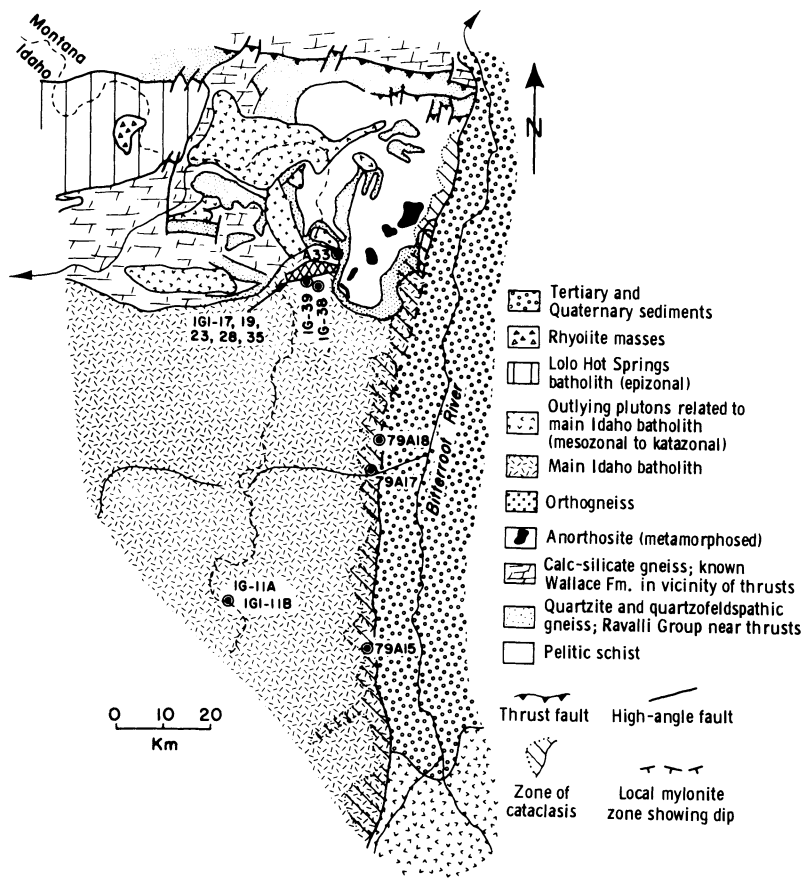 Montana
Idaho
N
33
IGI-17, 19,
23, 28, 35
IG-39
IG-38
79A18
79A17
Bitterroot River
IG-11A
IGI-11B
79A15
0 10 20
Km
Tertiary and
Quaternary sediments
Rhyolite masses
Lolo Hot Springs
batholith (epizonal)
Outlying plutons related to
main Idaho batholith
(mesozonal to katazonal)
Main Idaho batholith
Orthogneiss
Anorthosite (metamorphosed)
Calc-silicate gneiss; known
Wallace Fm. in vicinity of thrusts
Quartzite and quartzofeldspathic
gneiss; Ravalli Group near thrusts
Pelitic schist
Thrust fault
High-angle fault
Zone of
cataclasis
Local mylonite
zone showing dip